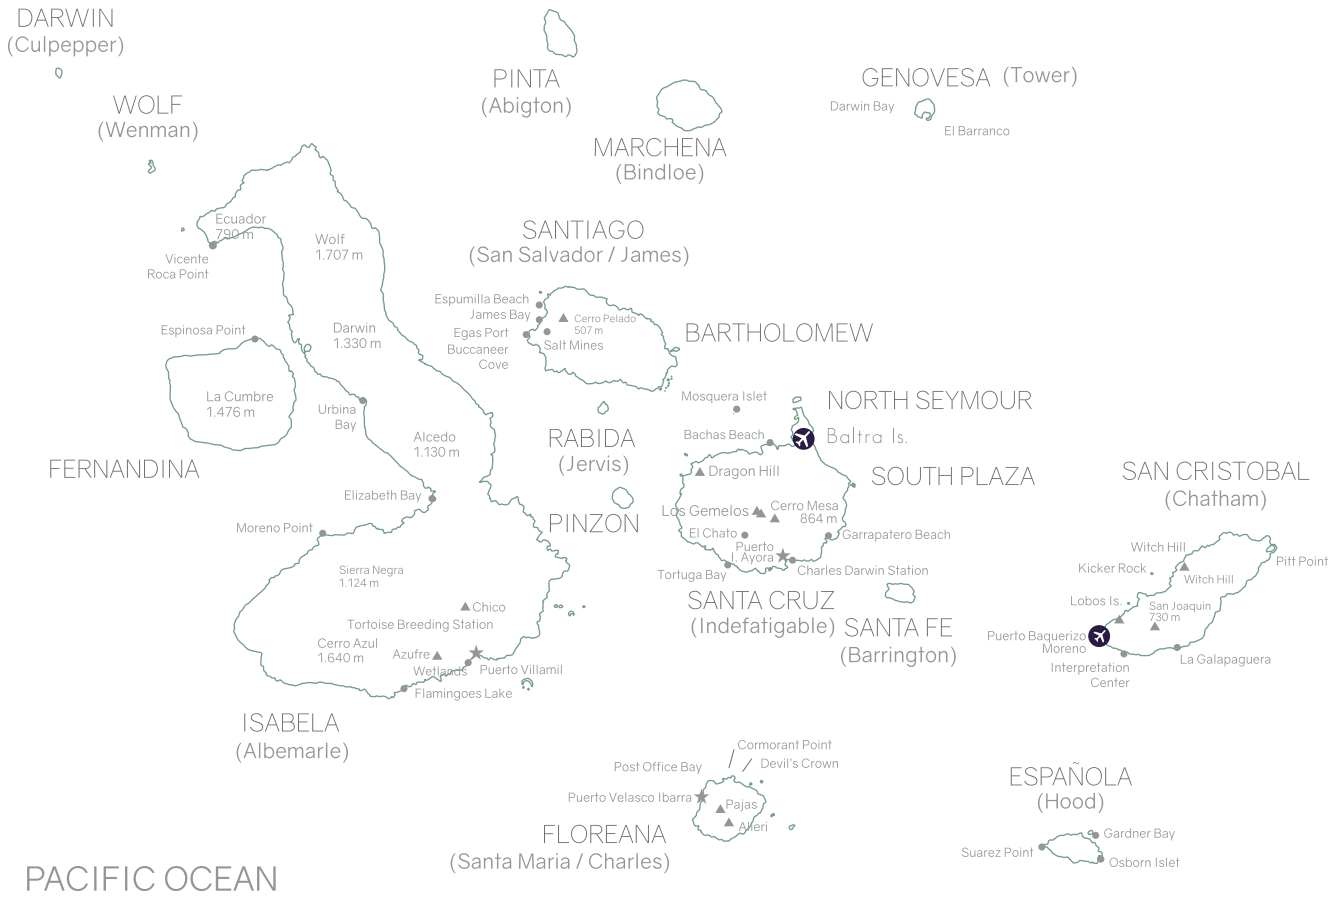 DARWIN
(Culpepper)
WOLF
(Wenman)
PINTA
(Abigton)
MARCHENA
(Bindloe)
GENOVESA (Tower)
Darwin Bay
El Barranco
Ecuador
790 m
Vicente
Roca Point
Wolf
1.707 m
SANTIAGO
(San Salvador / James)
Espumilla Beach
James Bay
Egas Port
Buccaneer
Cove
Cerro Pelado
507 m
Salt Mines
BARTHOLOMEW
Espinosa Point
Darwin
1.330 m
La Cumbre
1.476 m
Urbina
Bay
FERNANDINA
Alcedo
1.130 m
Elizabeth Bay
Moreno Point
RABIDA
(Jervis)
PINZON
Mosquera Islet
NORTH SEYMOUR
Bachas Beach
Baltra Is.
Dragon Hill
SOUTH PLAZA
Los Gemelos
Cerro Mesa
864 m
El Chato
Garrapatero Beach
Puerto
I. Ayora
Tortuga Bay
Charles Darwin Station
SANTA CRUZ
(Indefatigable)
SANTA FE
(Barrington)
SAN CRISTOBAL
(Chatham)
Witch Hill
Pitt Point
Kicker Rock
Witch Hill
Lobos Is.
San Joaquin
730 m
Puerto Baquerizo
Moreno
La Galapaguera
Interpretation
Center
Sierra Negra
1.124 m
Chico
Tortoise Breeding Station
Cerro Azul
1.640 m
Azufre
Wetlands
Puerto Villamil
Flamingoes Lake
ISABELA
(Albemarle)
Cormorant Point
Devil's Crown
Post Office Bay
Puerto Velasco Ibarra
Pajas
Alieri
FLOREANA
(Santa Maria / Charles)
ESPAÑOLA
(Hood)
Gardner Bay
Suarez Point
Osborn Islet
PACIFIC OCEAN